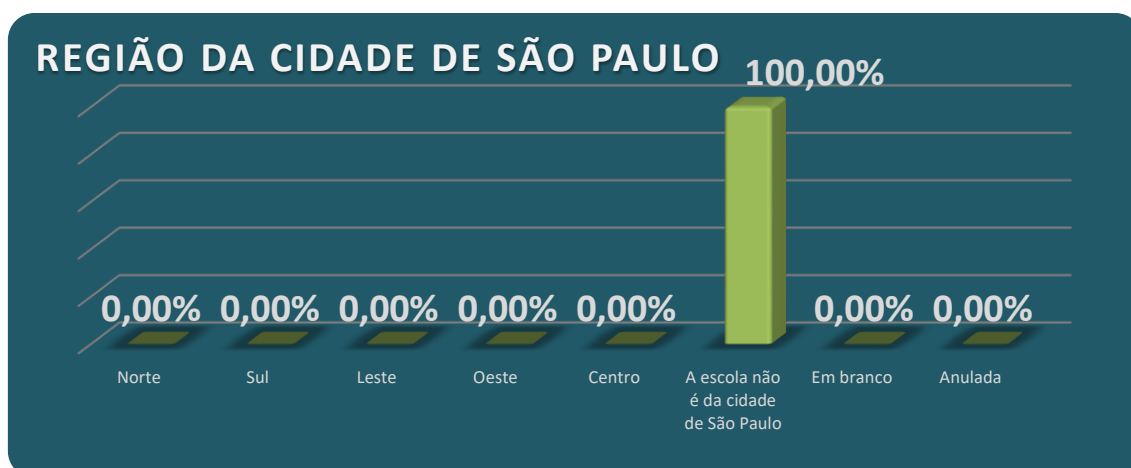 REGIÃO DA CIDADE DE SÃO PAULO
100,00%
0,00% 0,00% 0,00% 0,00% 0,00% 0,00% 0,00%
Norte Sul Leste Oeste Centro A escola não Em branco Anulada
é da cidade
de São Paulo